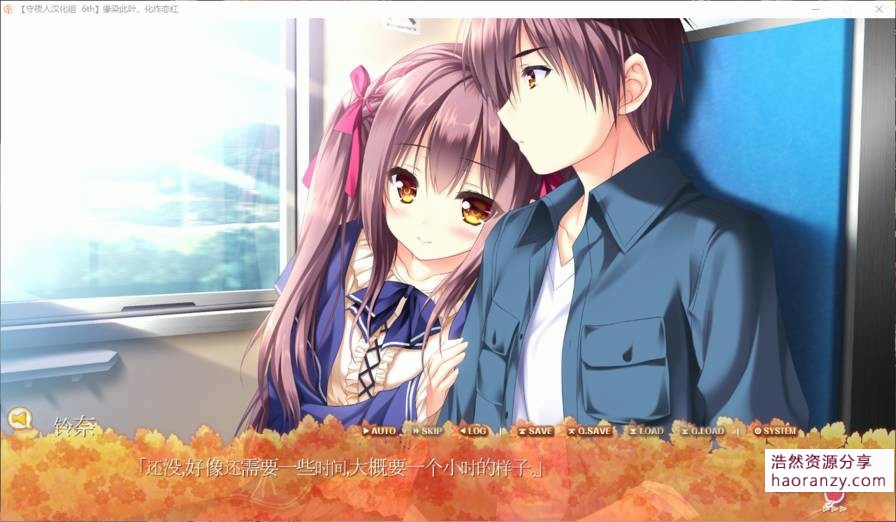 【守夜人汉化组 6th】缘染此叶、化作恋红
铃奈
AUTO SKIP LOG SAVE Q.SAVE LOAD Q.LOAD SYSTEM
「还没,好像还需要一些时间,大概要一个小时的样子.」
浩然资源分享
haoranzy.com